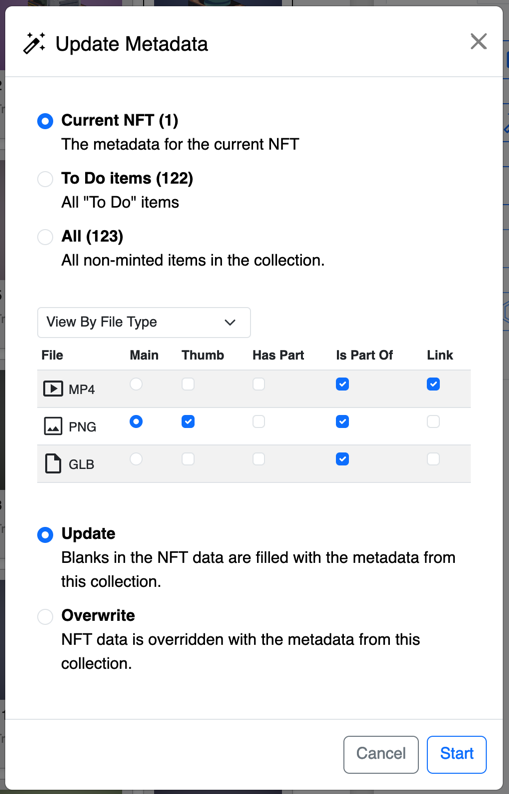 Update Metadata
Current NFT (1)
The metadata for the current NFT
To Do items (122)
All "To Do" items
All (123)
All non-minted items in the collection.
View By File Type
File Main Thumb Has Part Is Part Of Link
MP4
PNG
GLB
Update
Blanks in the NFT data are filled with the metadata from
this collection.
Overwrite
NFT data is overridden with the metadata from this
collection.
Cancel Start